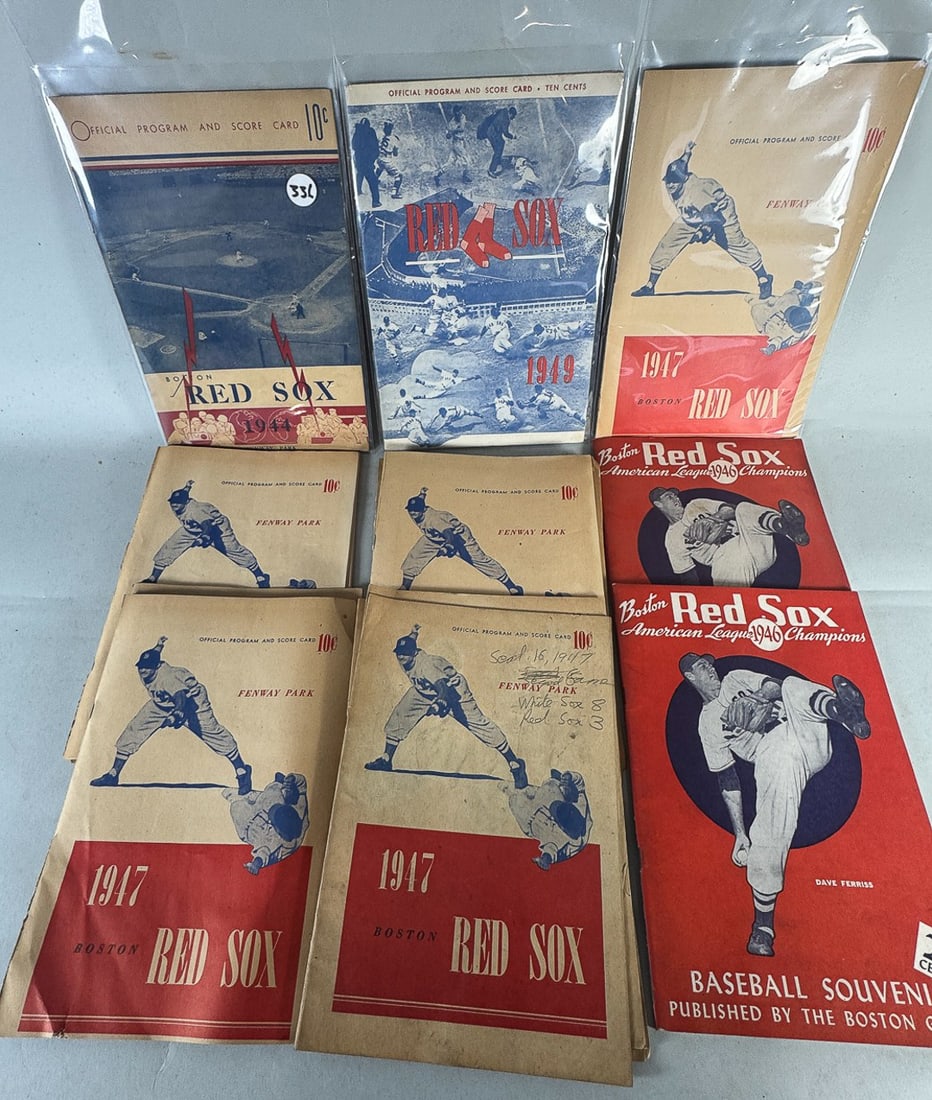 OFFICIAL PROGRAM AND SCORE CARD 10¢
336
BOSTON
RED SOX
1944
OFFICIAL PROGRAM AND SCORE CARD • TEN CENTS
RED SOX
1949
OFFICIAL PROGRAM AND SCORE 10¢
FENWAY
1947
BOSTON RED SOX
OFFICIAL PROGRAM AND SCORE CARD 10¢
FENWAY PARK
OFFICIAL PROGRAM AND SCORE CARD 10¢
FENWAY PARK
Boston Red Sox
American League 1946 Champions
OFFICIAL PROGRAM AND SCORE CARD 10¢
FENWAY PARK
1947
BOSTON RED SOX
OFFICIAL PROGRAM AND SCORE CARD 10¢
Sept. 16, 1947
Game
FENWAY PARK
White Sox 8
Red Sox 3
1947
BOSTON RED SOX
Boston Red Sox
American League 1946 Champions
DAVE FERRISS
BASEBALL SOUVENI
PUBLISHED BY THE BOSTON